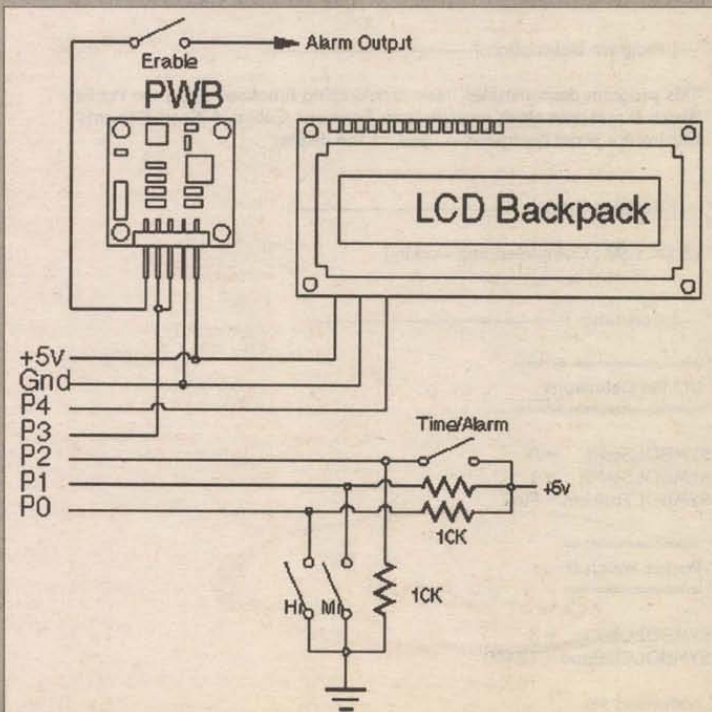 Alarm Output
Erable
PWB
LCD Backpack
+5v
Gnd
P4
P3
P2
P1
P0
Time/Alarm
+5v
1CK
Hr
Mn
1CK